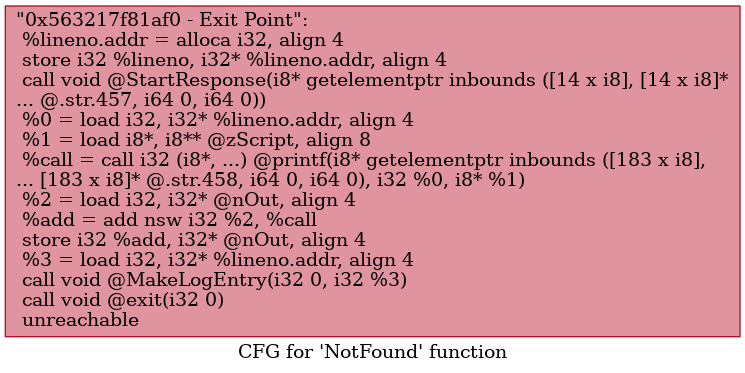 "0x563217f81af0 - Exit Point":
%lineno.addr = alloca i32, align 4
store i32 %lineno, i32* %lineno.addr, align 4
call void @StartResponse(i8* getelementptr inbounds ([14 x i8], [14 x i8]*
... @.str.457, i64 0, i64 0))
%0 = load i32, i32* %lineno.addr, align 4
%1 = load i8*, i8** @zScript, align 8
%call = call i32 (i8*, ...) @printf(i8* getelementptr inbounds ([183 x i8],
... [183 x i8]* @.str.458, i64 0, i64 0), i32 %0, i8* %1)
%2 = load i32, i32* @nOut, align 4
%add = add nsw i32 %2, %call
store i32 %add, i32* @nOut, align 4
%3 = load i32, i32* %lineno.addr, align 4
call void @MakeLogEntry(i32 0, i32 %3)
call void @exit(i32 0)
unreachable
CFG for 'NotFound' function